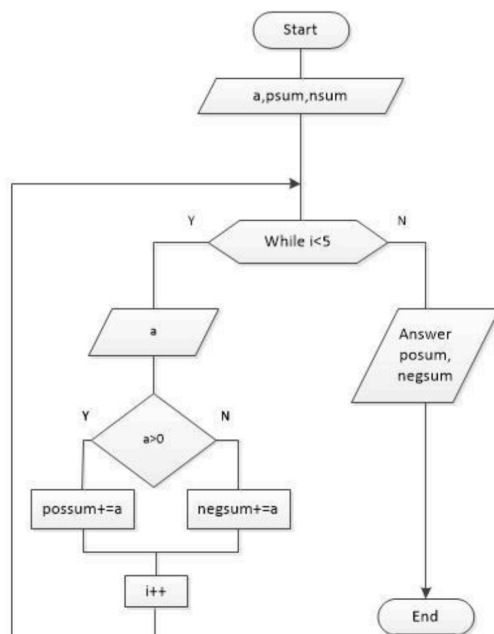 Start
a,psum,nsum
Y
N
While i<5
a
Answer
posum,
negsum
Y
N
a>0
possum+=a
negsum+=a
i++
End